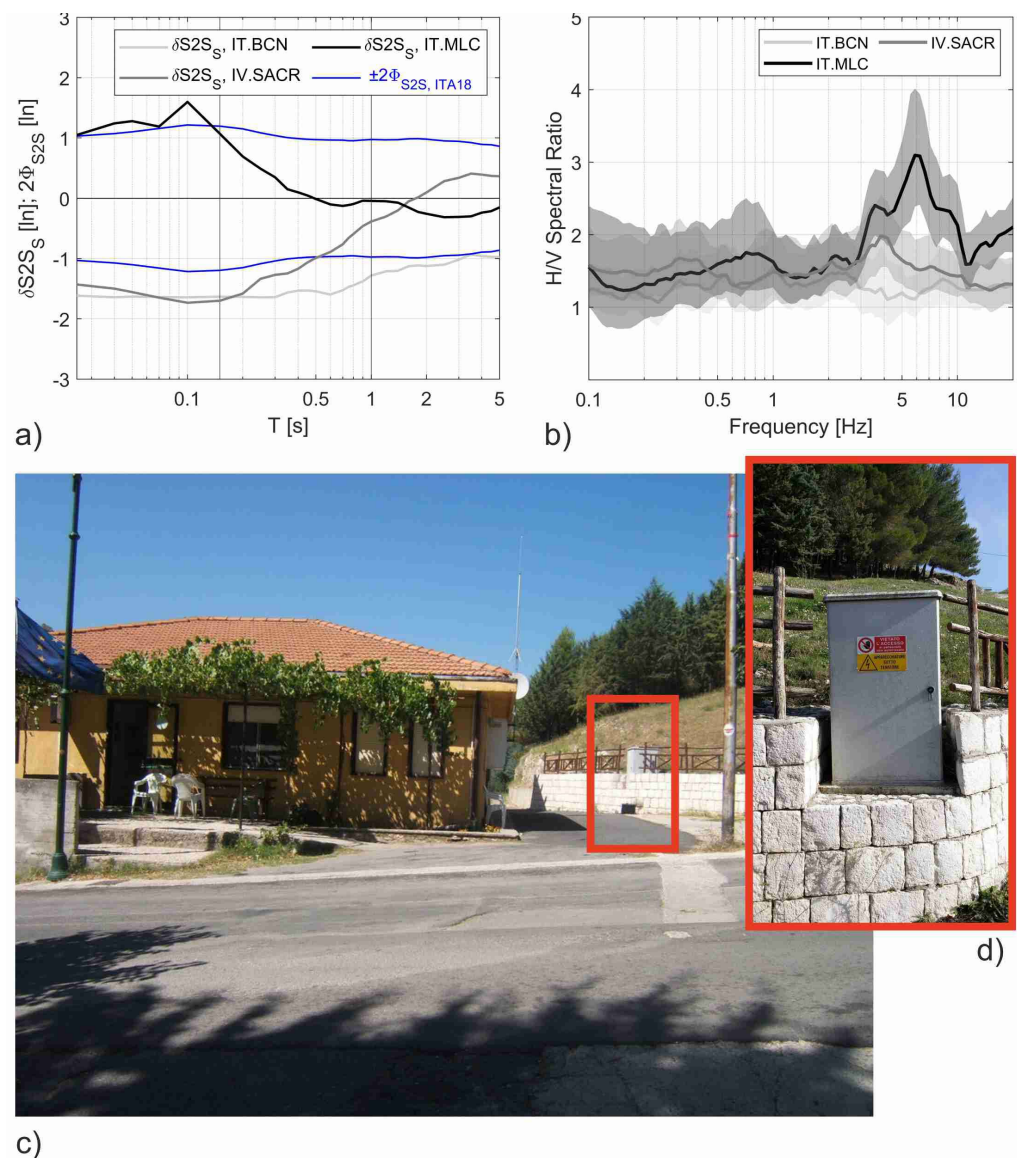 3
2
1
0
-1
-2
-3
δS2S_S [ln]; 2Φ_S2S [ln]
δS2S_S, IT.BCN
δS2S_S, IV.SACR
δS2S_S, IT.MLC
±2Φ_S2S, ITA18
0.1
0.5
1
2
5
T [s]
a)
5
4
3
2
1
H/V Spectral Ratio
IT.BCN
IT.MLC
IV.SACR
0.1
0.5
1
5
10
Frequency [Hz]
b)
c)
VIETATO
d)